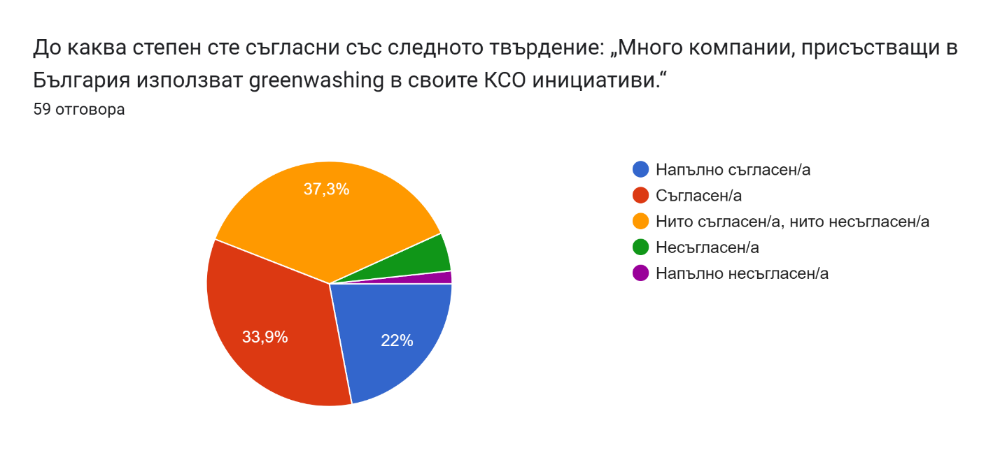 До каква степен сте съгласни със следното твърдение: „Много компании, присъстващи в
България използват greenwashing в своите КСО инициативи.“
59 отговора
37,3%
33,9%
22%
Напълно съгласен/а
Съгласен/а
Нито съгласен/а, нито несъгласен/а
Несъгласен/а
Напълно несъгласен/а